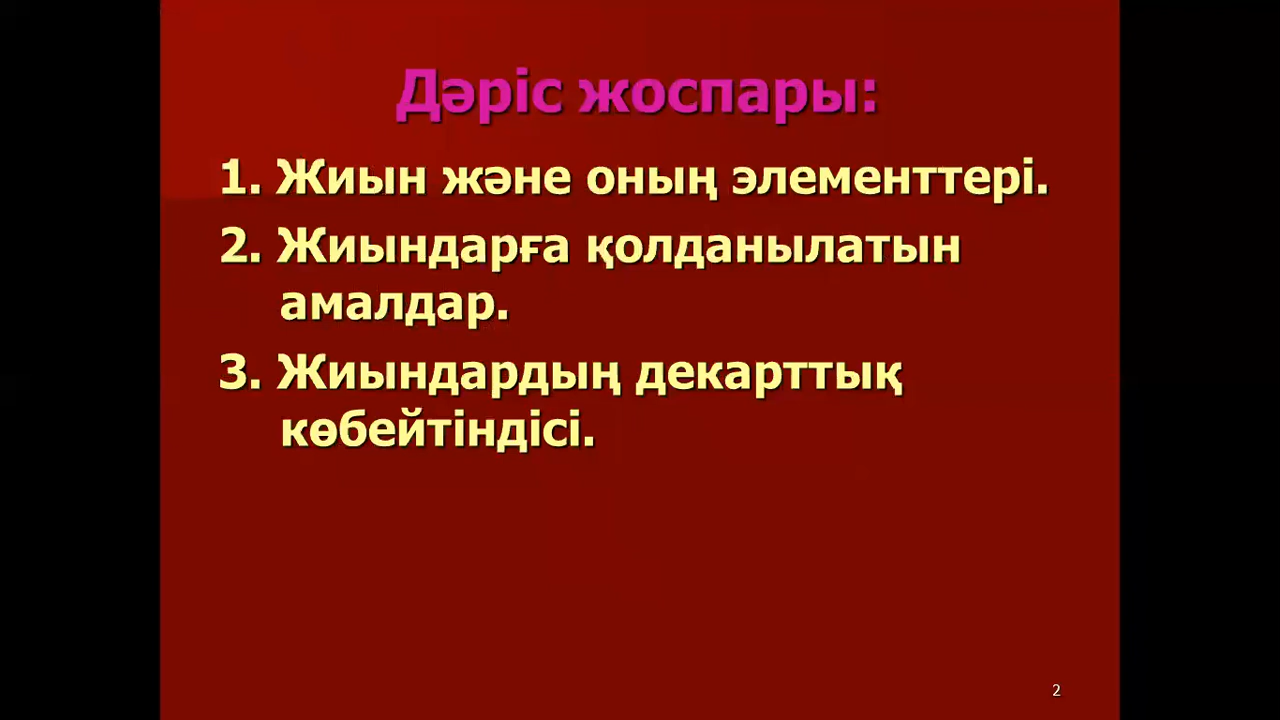 Дәріс жоспары:
1. Жиын және оның элементтері.
2. Жиындарға қолданылатын
амалдар.
3. Жиындардың декарттық
көбейтіндісі.
2